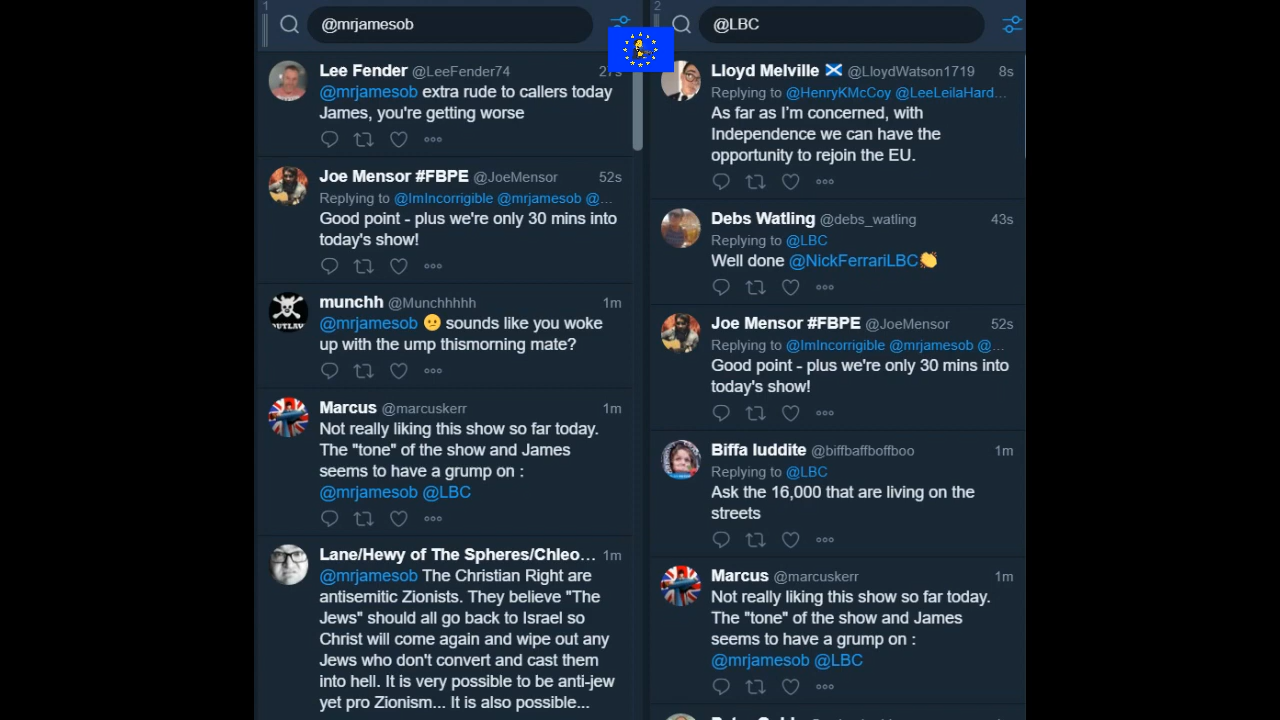 1
@mrjamesob
Lee Fender @LeeFender74 27s
@mrjamesob extra rude to callers today
James, you're getting worse
Joe Mensor #FBPE @JoeMensor 52s
Replying to @ImIncorrigible @mrjamesob @...
Good point - plus we're only 30 mins into
today's show!
munchh @Munchhhhh 1m
@mrjamesob 😕 sounds like you woke
up with the ump thismorning mate?
OUTLAW
Marcus @marcuskerr 1m
Not really liking this show so far today.
The "tone" of the show and James
seems to have a grump on :
@mrjamesob @LBC
Lane/Hewy of The Spheres/Chleo... 1m
@mrjamesob The Christian Right are
antisemitic Zionists. They believe "The
Jews" should all go back to Israel so
Christ will come again and wipe out any
Jews who don't convert and cast them
into hell. It is very possible to be anti-jew
yet pro Zionism... It is also possible...
2
@LBC
Lloyd Melville 🏴󠁧󠁢󠁳󠁣󠁴󠁿 @LloydWatson1719 8s
Replying to @HenryKMcCoy @LeeLeilaHard...
As far as I'm concerned, with
Independence we can have the
opportunity to rejoin the EU.
Debs Watling @debs_watling 43s
Replying to @LBC
Well done @NickFerrariLBC👏
Joe Mensor #FBPE @JoeMensor 52s
Replying to @ImIncorrigible @mrjamesob @...
Good point - plus we're only 30 mins into
today's show!
Biffa luddite @biffbaffboffboo 1m
Replying to @LBC
Ask the 16,000 that are living on the
streets
Marcus @marcuskerr 1m
Not really liking this show so far today.
The "tone" of the show and James
seems to have a grump on :
@mrjamesob @LBC